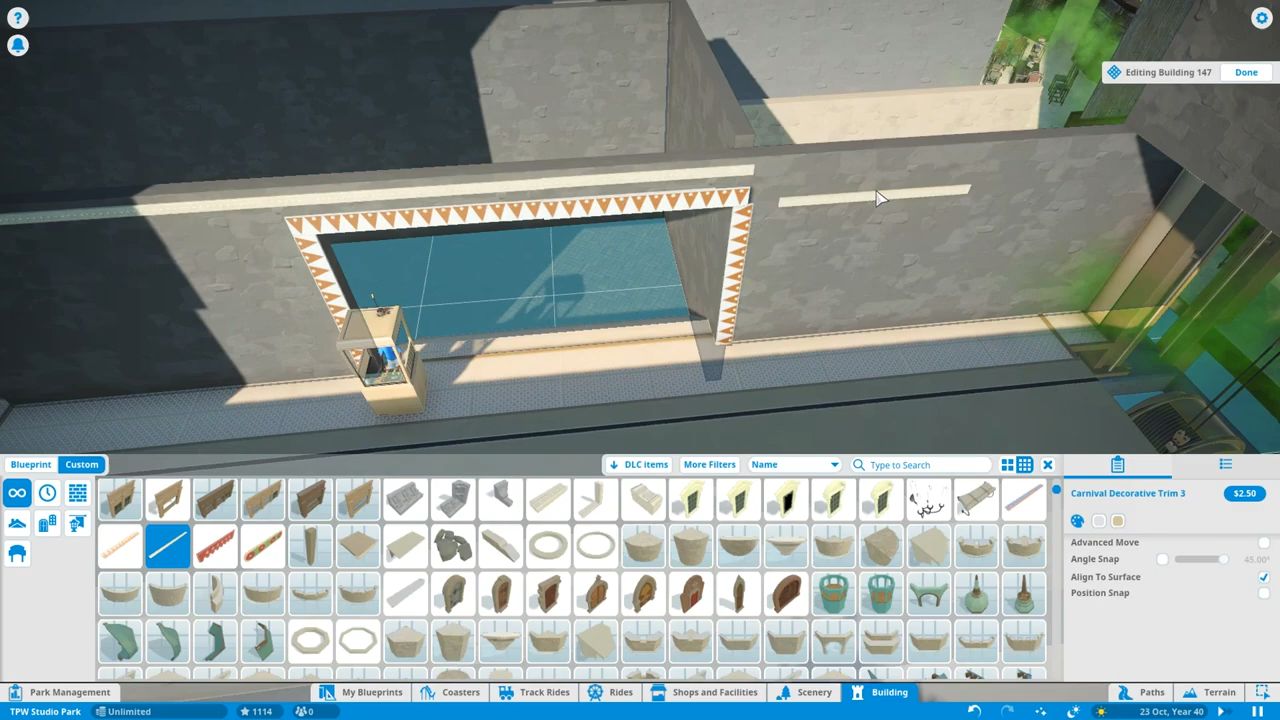 ?
Editing Building 147 Done
Blueprint Custom DLC items More Filters Name Type to Search
Carnival Decorative Trim 3 $2.50
Advanced Move
Angle Snap 45.00°
Align To Surface
Position Snap
Park Management My Blueprints Coasters Track Rides Rides Shops and Facilities Scenery Building Paths Terrain
TPW Studio Park Unlimited 1114 0 23 Oct, Year 40